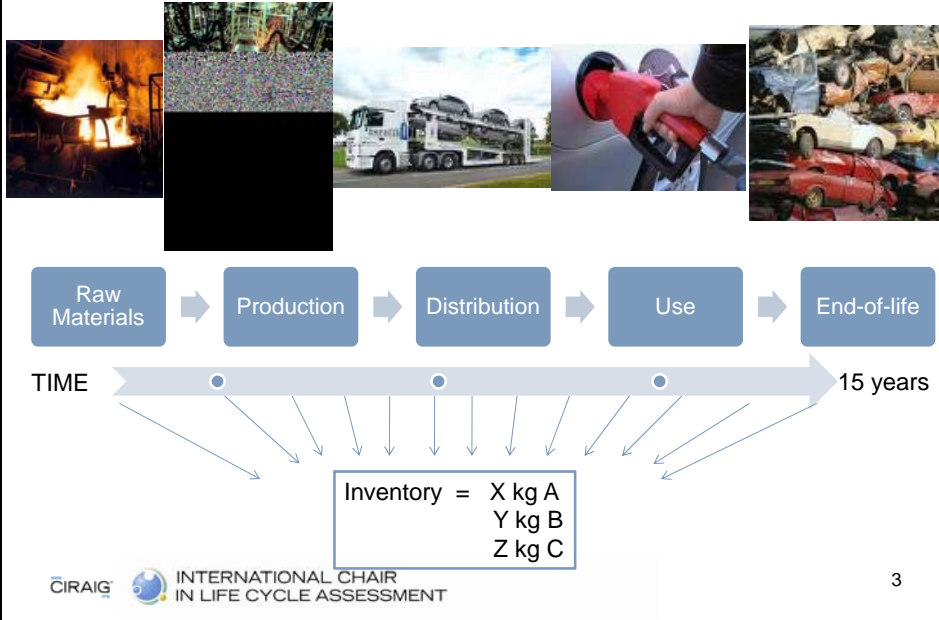 Raw
Materials
Production
Distribution
Use
End-of-life
TIME
15 years
Inventory = X kg A
Y kg B
Z kg C
CIRAIG
INTERNATIONAL CHAIR
IN LIFE CYCLE ASSESSMENT
3